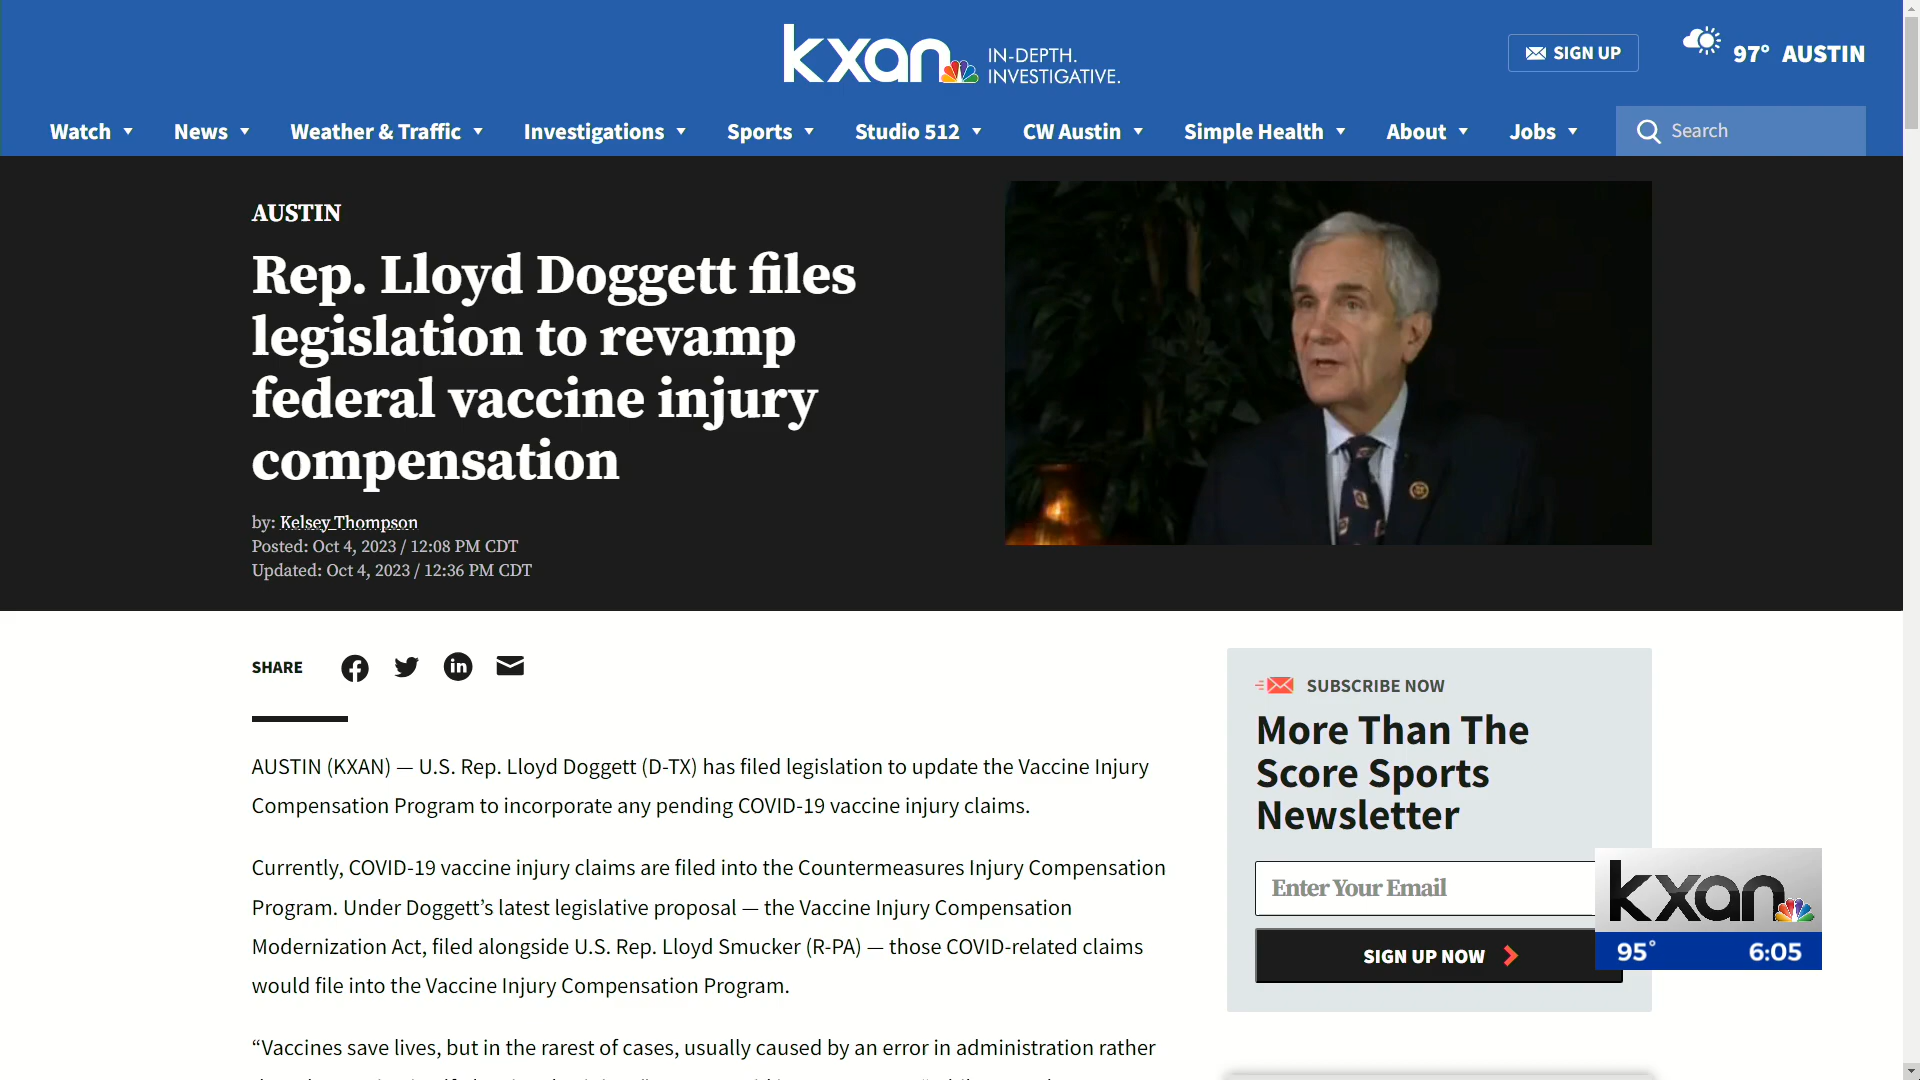 kxan
IN-DEPTH.
INVESTIGATIVE.
SIGN UP
97° AUSTIN
Watch
News
Weather & Traffic
Investigations
Sports
Studio 512
CW Austin
Simple Health
About
Jobs
Search
AUSTIN
Rep. Lloyd Doggett files
legislation to revamp
federal vaccine injury
compensation
by: Kelsey Thompson
Posted: Oct 4, 2023 / 12:08 PM CDT
Updated: Oct 4, 2023 / 12:36 PM CDT
SHARE
AUSTIN (KXAN) — U.S. Rep. Lloyd Doggett (D-TX) has filed legislation to update the Vaccine Injury
Compensation Program to incorporate any pending COVID-19 vaccine injury claims.
Currently, COVID-19 vaccine injury claims are filed into the Countermeasures Injury Compensation
Program. Under Doggett’s latest legislative proposal — the Vaccine Injury Compensation
Modernization Act, filed alongside U.S. Rep. Lloyd Smucker (R-PA) — those COVID-related claims
would file into the Vaccine Injury Compensation Program.
“Vaccines save lives, but in the rarest of cases, usually caused by an error in administration rather
SUBSCRIBE NOW
More Than The
Score Sports
Newsletter
Enter Your Email
SIGN UP NOW
kxan
95° 6:05